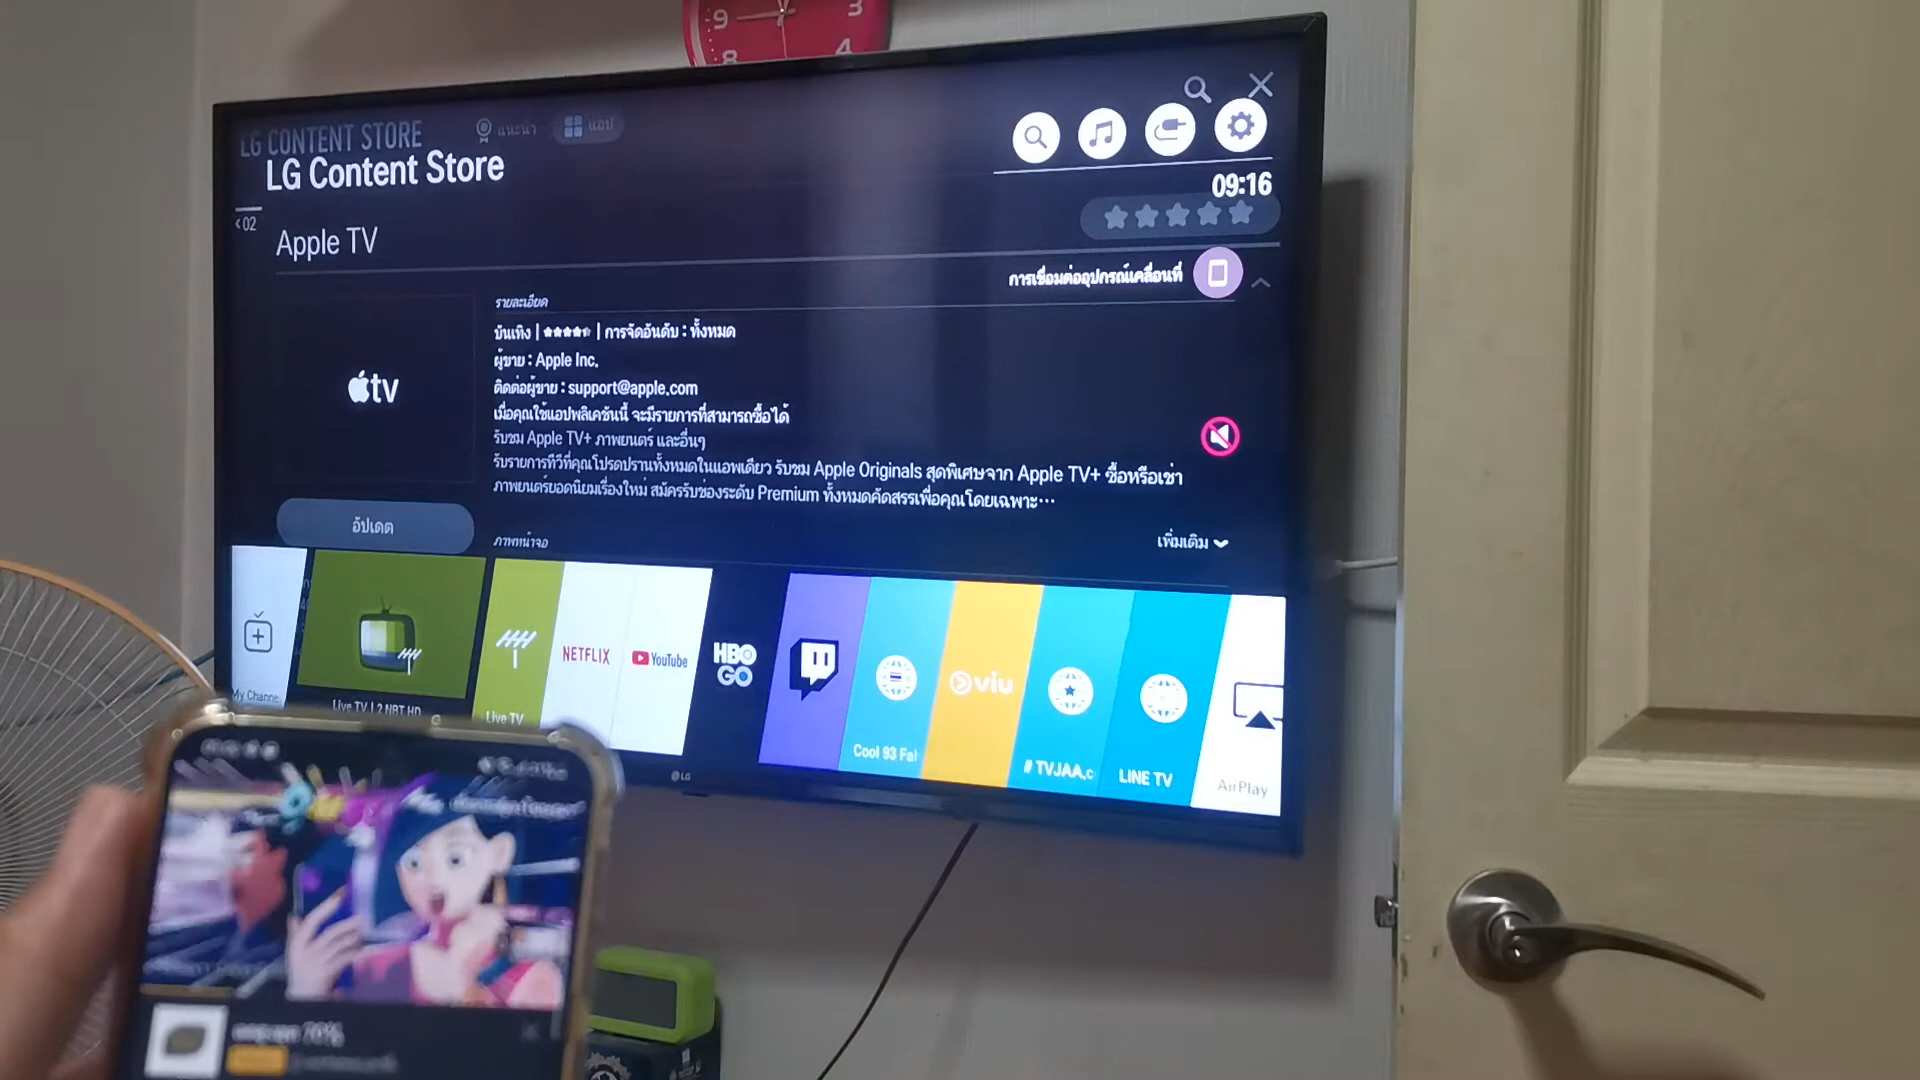 9
3
8
4
LG CONTENT STORE
แนะนำ
แอป
LG Content Store
09:16
‹02
Apple TV
การเชื่อมต่ออุปกรณ์เคลื่อนที่
รายละเอียด
บันเทิง | ★★★★★ | การจัดอันดับ : ทั้งหมด
ผู้ขาย : Apple Inc.
tv
ติดต่อผู้ขาย : support@apple.com
เมื่อคุณใช้แอปพลิเคชันนี้ จะมีรายการที่สามารถซื้อได้
รับชม Apple TV+ ภาพยนตร์ และอื่นๆ
รับรายการทีวีที่คุณโปรดปรานทั้งหมดในแอพเดียว รับชม Apple Originals สุดพิเศษจาก Apple TV+ ซื้อหรือเช่า
ภาพยนตร์ยอดนิยมเรื่องใหม่ สมัครรับช่องระดับ Premium ทั้งหมดคัดสรรเพื่อคุณโดยเฉพาะ…
อัปเดต
ภาพหน้าจอ
เพิ่มเติม
My Channe
Live TV | 2 NBT HD
Live TV
NETFLIX
YouTube
HBO GO
Cool 93 Fah
viu
# TVJAA.c
LINE TV
AirPlay
LG
70%